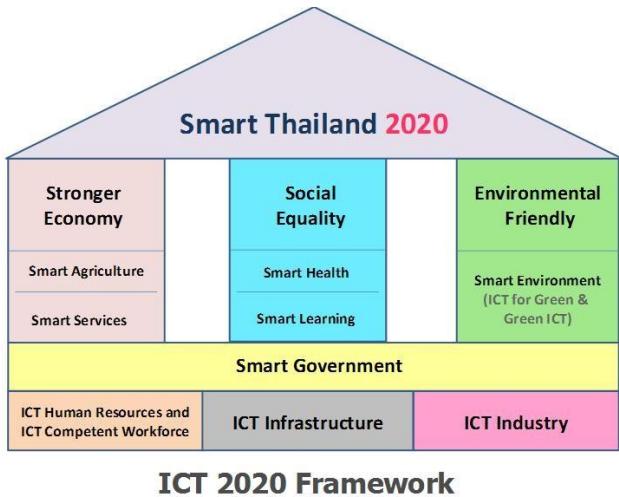 Smart Thailand 2020
Stronger
Economy
Smart Agriculture
Smart Services
Social
Equality
Smart Health
Smart Learning
Environmental
Friendly
Smart Environment
(ICT for Green &
Green ICT)
Smart Government
ICT Human Resources and
ICT Competent Workforce
ICT Infrastructure
ICT Industry
ICT 2020 Framework